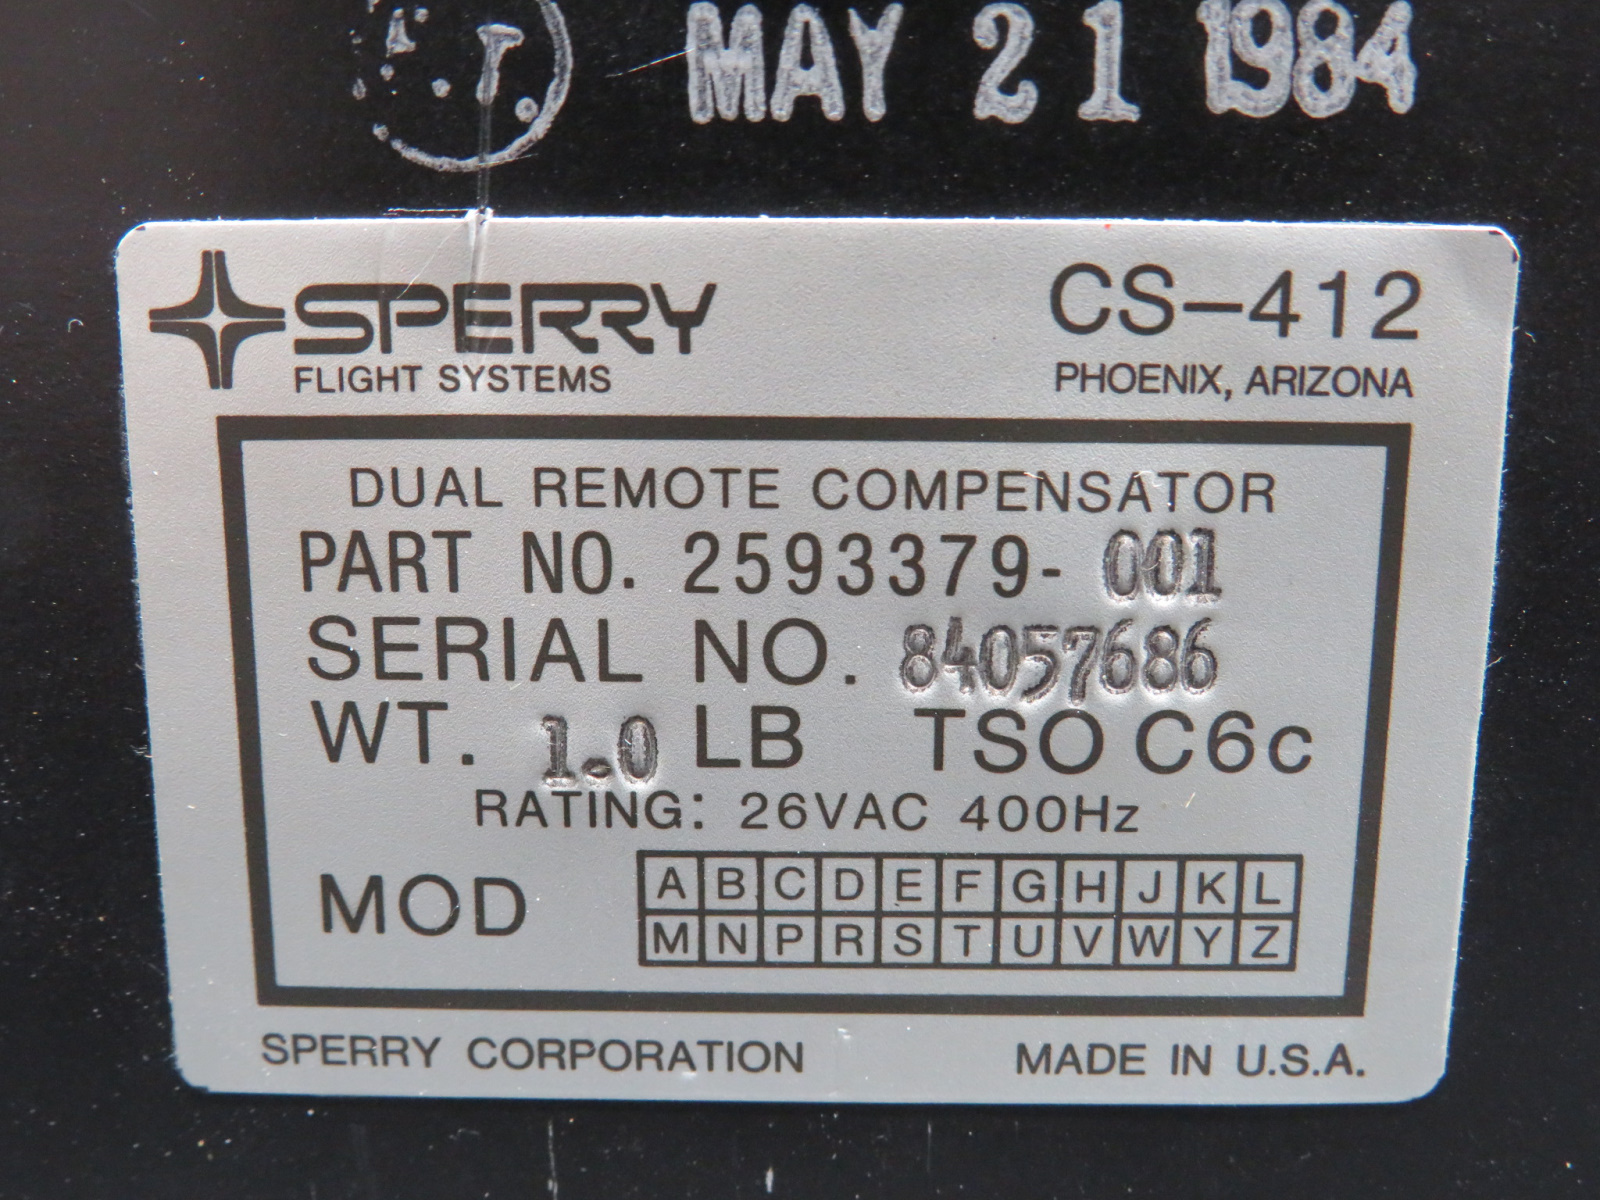 MAY 21 1984
SPERRY
FLIGHT SYSTEMS
CS-412
PHOENIX, ARIZONA
DUAL REMOTE COMPENSATOR
PART NO. 2593379- 001
SERIAL NO. 84057686
WT. 1.0 LB TSO C6c
RATING: 26VAC 400Hz
MOD
A B C D E F G H J K L
M N P R S T U V W Y Z
SPERRY CORPORATION MADE IN U.S.A.